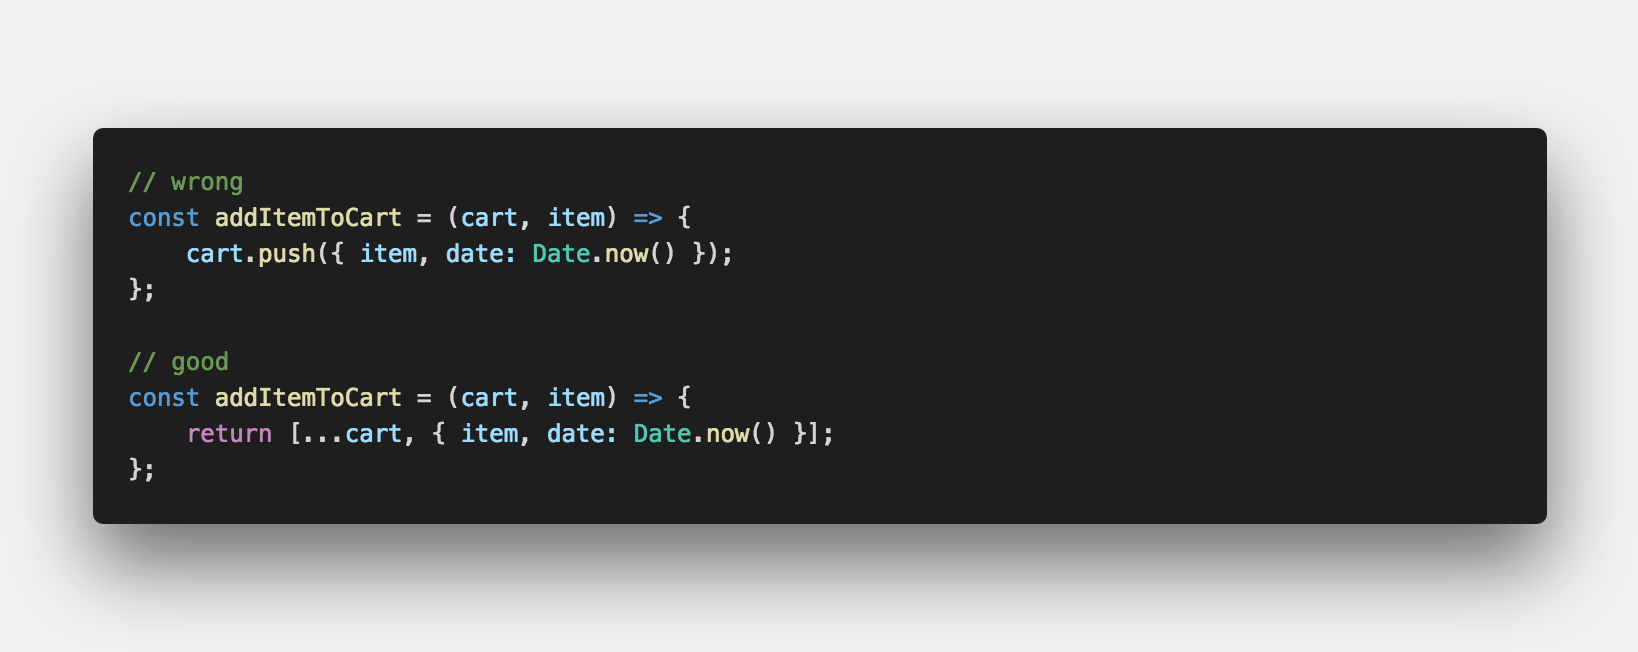 // wrong
const addItemToCart = (cart, item) => {
    cart.push({ item, date: Date.now() });
};

// good
const addItemToCart = (cart, item) => {
    return [...cart, { item, date: Date.now() }];
};